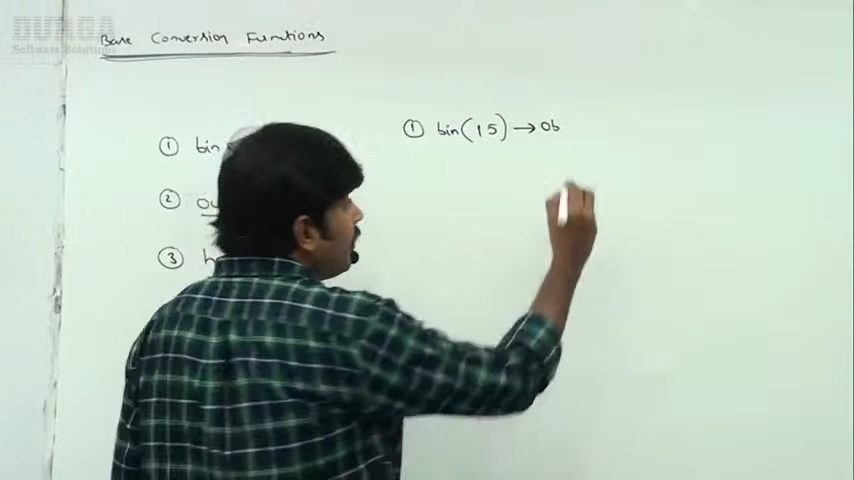 DURGA
Software Solutions
Base Conversion Functions
① bin
②
③ h
① bin(15) → 0b